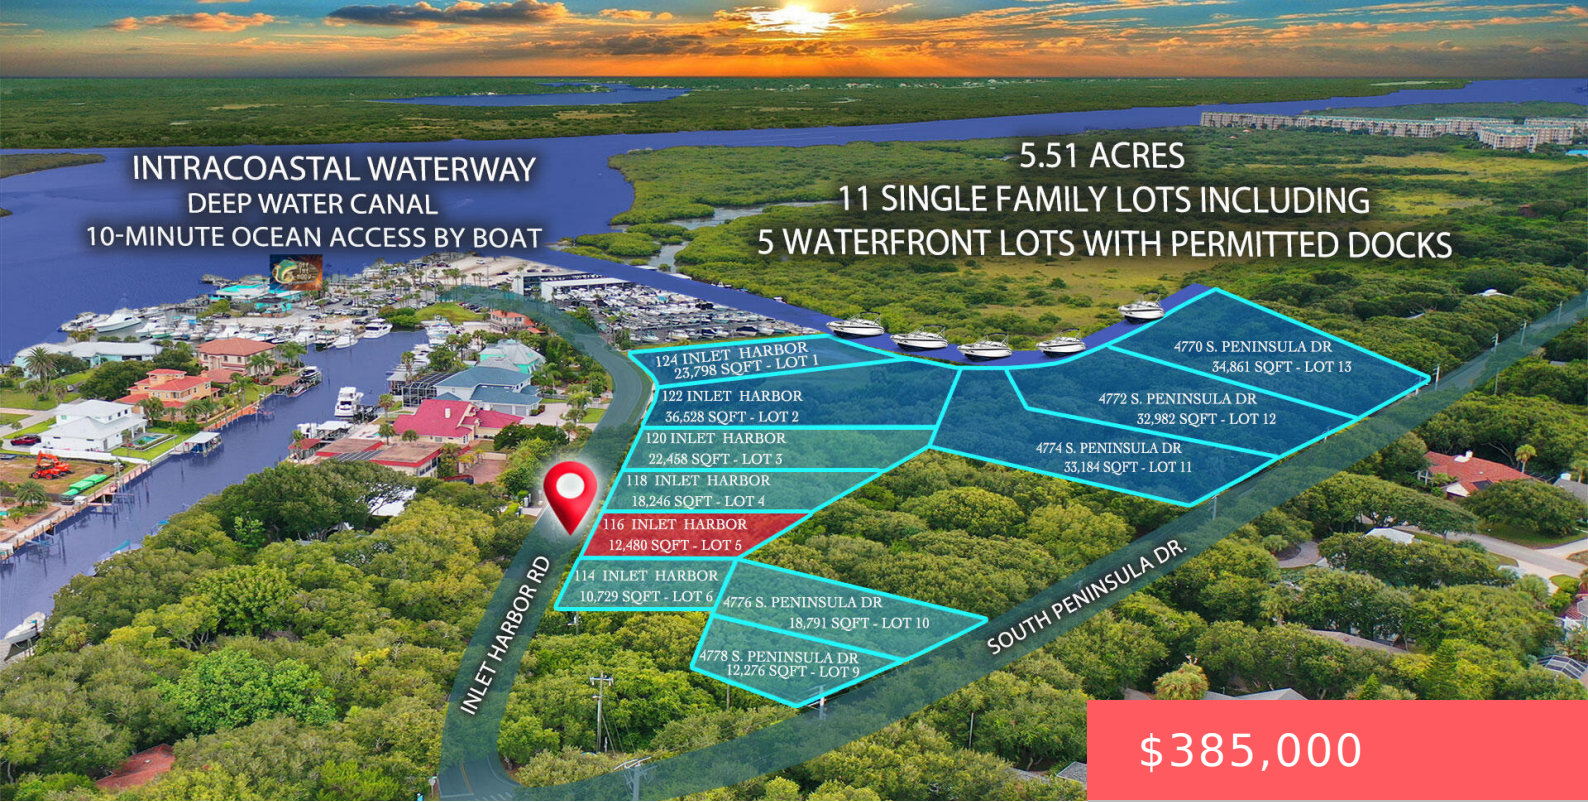 INTRACOASTAL WATERWAY
DEEP WATER CANAL
10-MINUTE OCEAN ACCESS BY BOAT
5.51 ACRES
11 SINGLE FAMILY LOTS INCLUDING
5 WATERFRONT LOTS WITH PERMITTED DOCKS
124 INLET HARBOR
23,798 SQFT - LOT 1
122 INLET HARBOR
36,528 SQFT - LOT 2
120 INLET HARBOR
22,458 SQFT - LOT 3
118 INLET HARBOR
18,246 SQFT - LOT 4
116 INLET HARBOR
12,480 SQFT - LOT 5
114 INLET HARBOR
10,729 SQFT - LOT 6
4770 S. PENINSULA DR
34,861 SQFT - LOT 13
4772 S. PENINSULA DR
32,982 SQFT - LOT 12
4774 S. PENINSULA DR
33,184 SQFT - LOT 11
4776 S. PENINSULA DR
18,791 SQFT - LOT 10
4778 S. PENINSULA DR
12,276 SQFT - LOT 9
INLET HARBOR RD
SOUTH PENINSULA DR.
$385,000